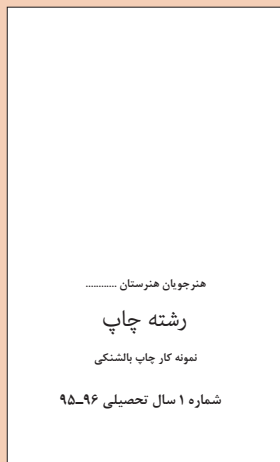 هنرجویان هنرستان ............
رشته چاپ
نمونه کار چاپ بالشتکی
شماره ۱ سال تحصیلی ۹۶ـ۹۵